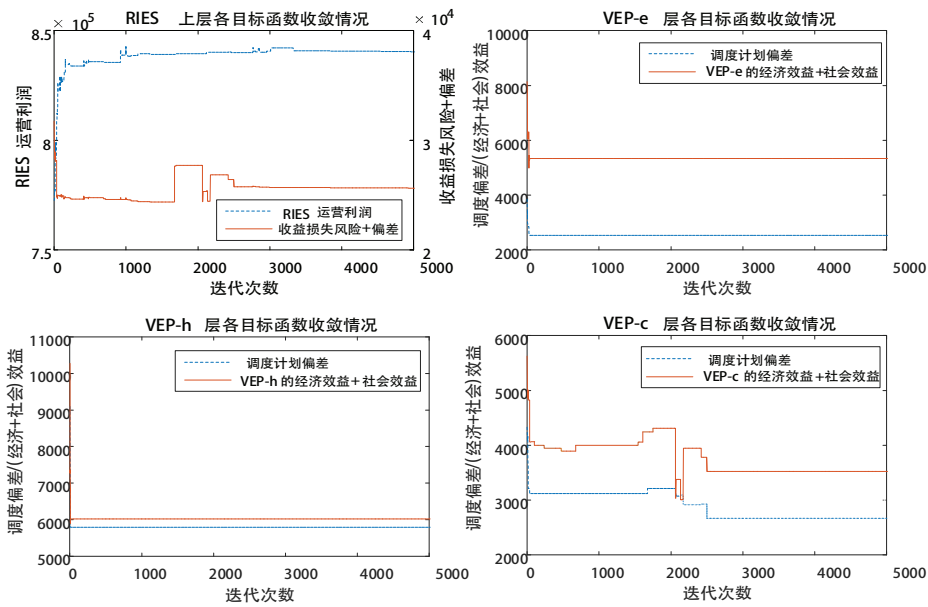 RIES 上层各目标函数收敛情况
× 10^5
× 10^4
8.5
8
7.5
RIES 运营利润
4
3
2
收益损失风险+偏差
RIES 运营利润
收益损失风险+偏差
0 1000 2000 3000 4000 5000
迭代次数
VEP-e 层各目标函数收敛情况
10000
8000
6000
4000
2000
调度偏差/(经济+社会)效益
调度计划偏差
VEP-e 的经济效益+社会效益
0 1000 2000 3000 4000 5000
迭代次数
VEP-h 层各目标函数收敛情况
11000
10000
9000
8000
7000
6000
5000
调度偏差/(经济+社会)效益
调度计划偏差
VEP-h 的经济效益+社会效益
0 1000 2000 3000 4000 5000
迭代次数
VEP-c 层各目标函数收敛情况
6000
5000
4000
3000
2000
调度偏差/(经济+社会)效益
调度计划偏差
VEP-c 的经济效益+社会效益
0 1000 2000 3000 4000 5000
迭代次数